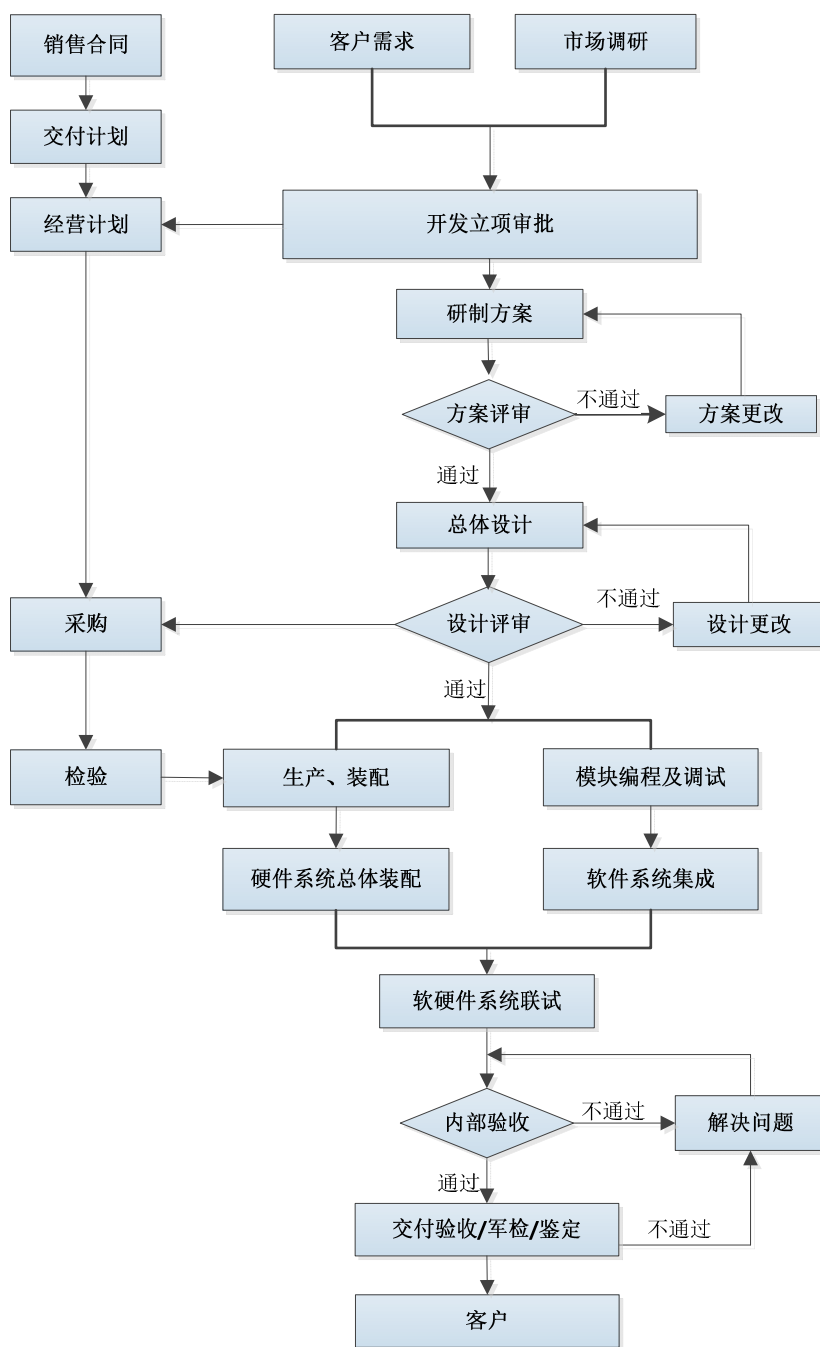 销售合同
客户需求
市场调研
交付计划
经营计划
开发立项审批
研制方案
方案评审
不通过
方案更改
通过
总体设计
采购
设计评审
不通过
设计更改
通过
检验
生产、装配
模块编程及调试
硬件系统总体装配
软件系统集成
软硬件系统联试
内部验收
不通过
解决问题
通过
交付验收/军检/鉴定
不通过
客户